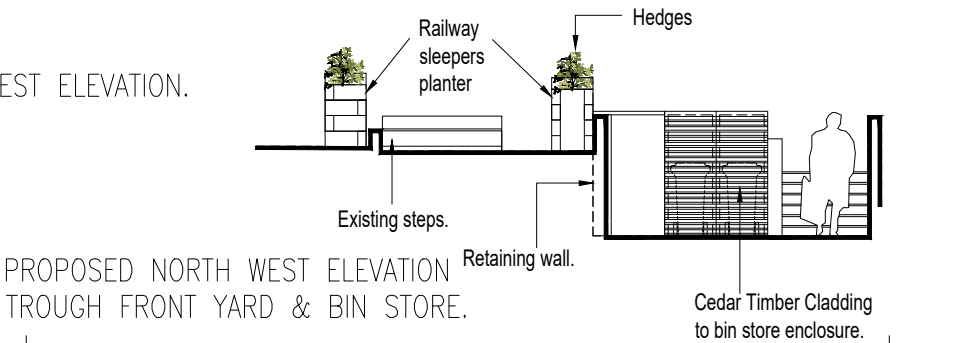 Hedges
Railway
sleepers
planter
EST ELEVATION.
Existing steps.
Retaining wall.
PROPOSED NORTH WEST ELEVATION
TROUGH FRONT YARD & BIN STORE.
Cedar Timber Cladding
to bin store enclosure.